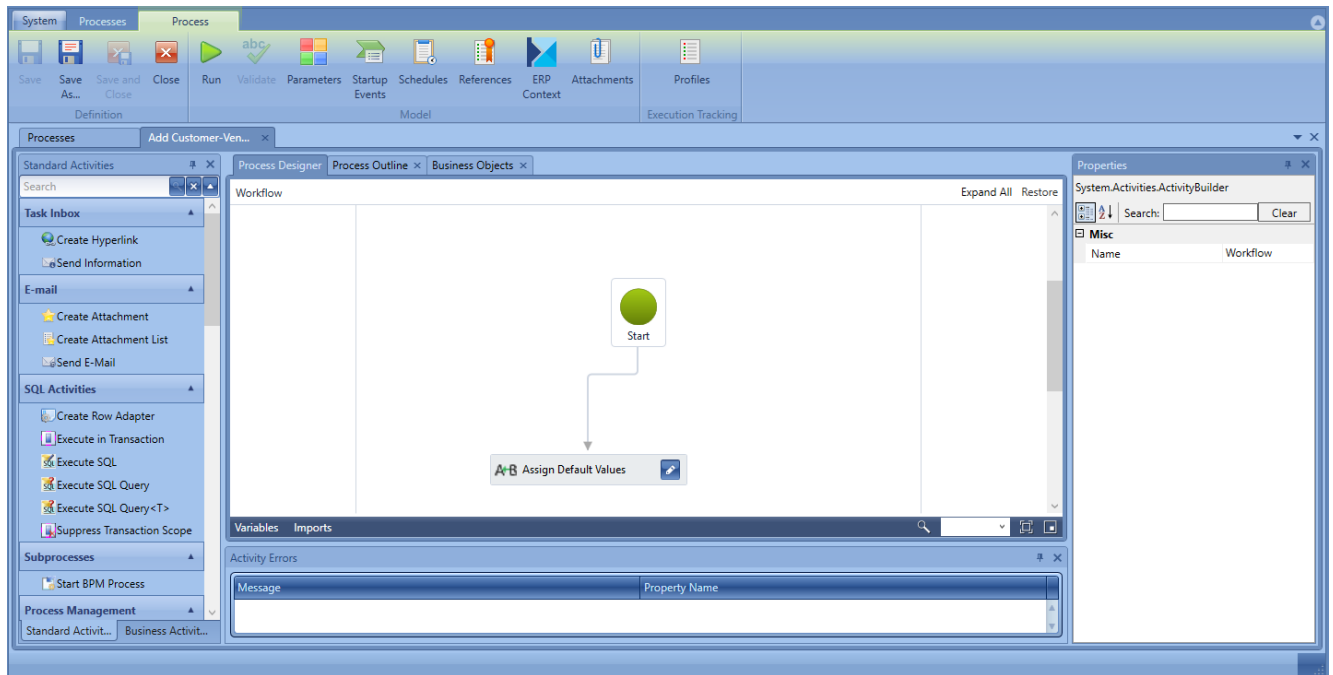 System Processes Process
abc
Save Save As... Save and Close Close Run Validate Parameters Startup Events Schedules References ERP Context Attachments Profiles
Definition Model Execution Tracking
Processes Add Customer-Ven...
Standard Activities
Search
Task Inbox
Create Hyperlink
Send Information
E-mail
Create Attachment
Create Attachment List
Send E-Mail
SQL Activities
Create Row Adapter
Execute in Transaction
Execute SQL
Execute SQL Query
Execute SQL Query<T>
Suppress Transaction Scope
Subprocesses
Start BPM Process
Process Management
Standard Activit... Business Activit...
Process Designer Process Outline Business Objects
Workflow Expand All Restore
Start
A+B Assign Default Values
Variables Imports
Activity Errors
Message Property Name
Properties
System.Activities.ActivityBuilder
Search: Clear
Misc
Name Workflow